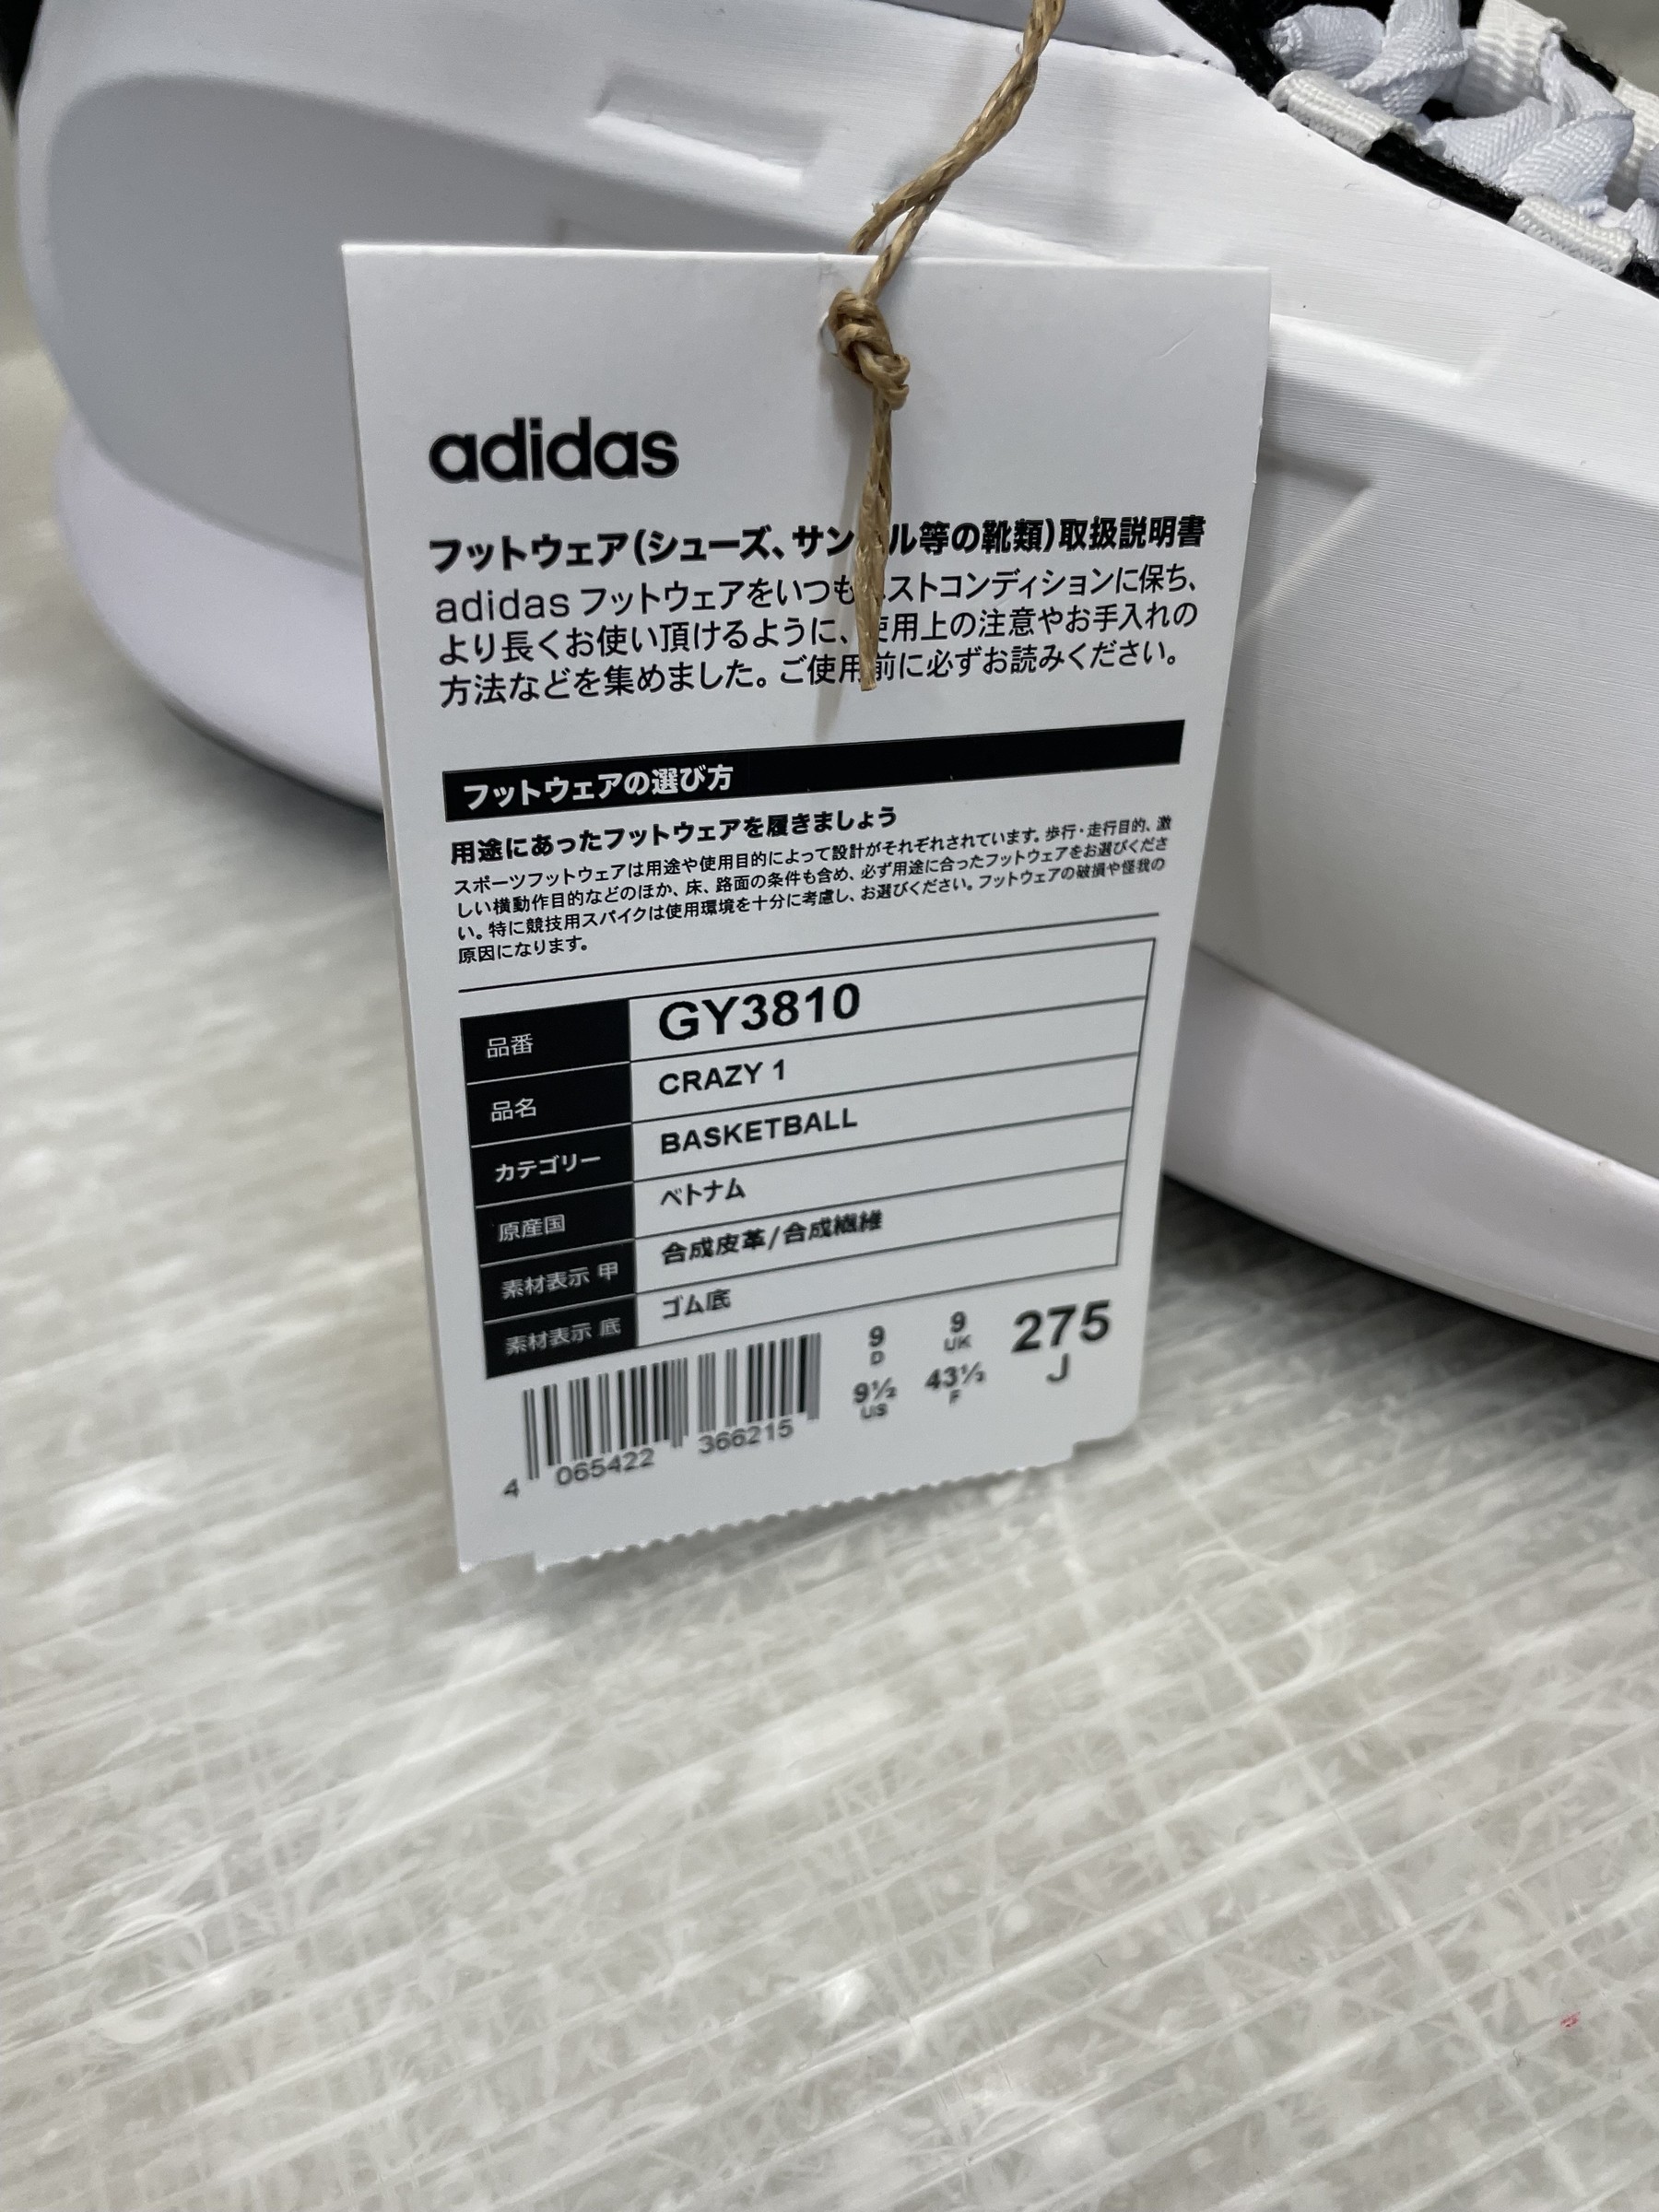 adidas
フットウェア(シューズ、サン ル等の靴類)取扱説明書
adidas フットウェアをいつも ストコンディションに保ち、
より長くお使い頂けるように、使用上の注意やお手入れの
方法などを集めました。ご使用前に必ずお読みください。
フットウェアの選び方
用途にあったフットウェアを履きましょう
スポーツフットウェアは用途や使用目的によって設計がそれぞれされています。歩行・走行目的、激
しい横動作目的などのほか、床、路面の条件も含め、必ず用途に合ったフットウェアをお選びくださ
い。特に競技用スパイクは使用環境を十分に考慮し、お選びください。フットウェアの破損や怪我の
原因になります。
品番 GY3810
品名 CRAZY 1
カテゴリー BASKETBALL
原産国 ベトナム
素材表示 甲 合成皮革/合成繊維
素材表示 底 ゴム底
9 D 9 UK 275 J
9½ US 43⅓ F
4 065422 366215